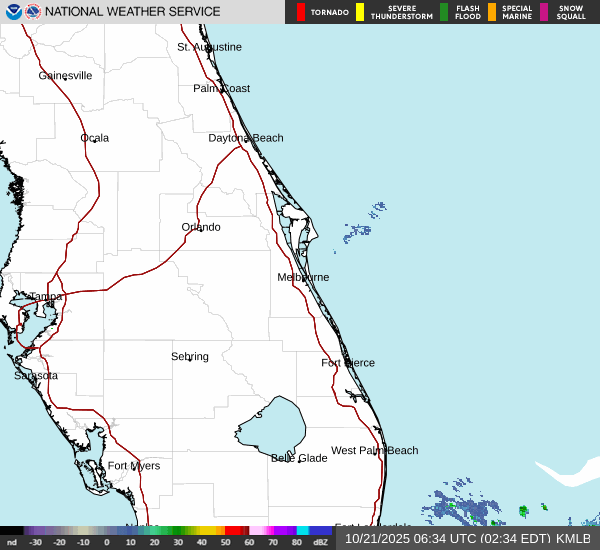 NATIONAL WEATHER SERVICE
TORNADO
SEVERE THUNDERSTORM
FLASH FLOOD
SPECIAL MARINE
SNOW SQUALL
St. Augustine
Gainesville
Palm Coast
Ocala
Daytona Beach
Orlando
Melbourne
Tampa
Sebring
Fort Pierce
Sarasota
West Palm Beach
Belle Glade
Fort Myers
Fort Lauderdale
nd -30 -20 -10 0 10 20 30 40 50 60 70 80 dBZ
10/21/2025 06:34 UTC (02:34 EDT) KMLB